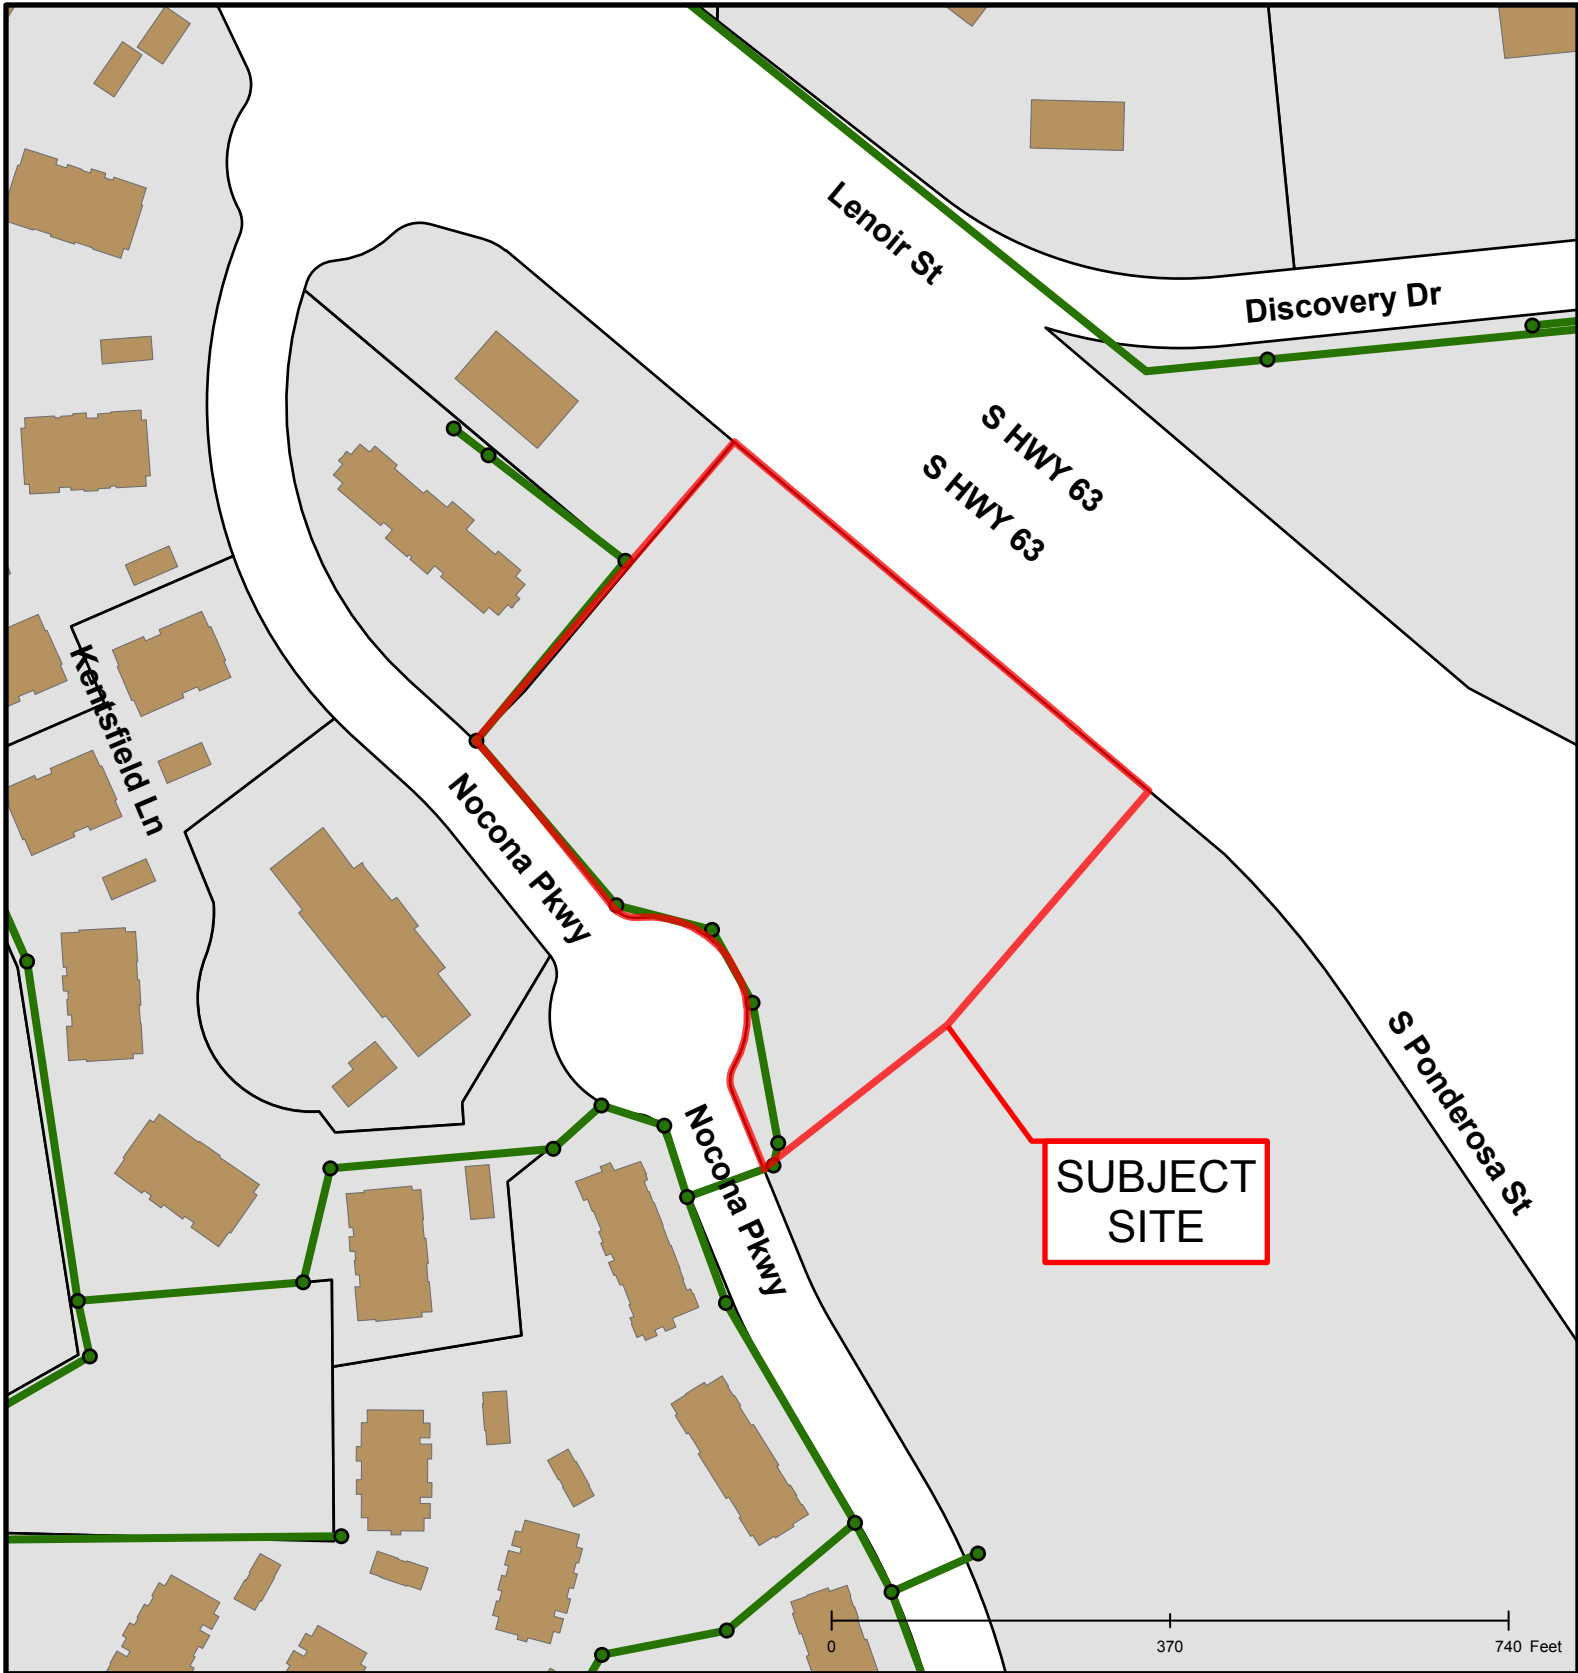 Lenoir St
Discovery Dr
S HWY 63
S HWY 63
Kentsfield Ln
Nocona Pkwy
S Ponderosa St
Nocona Pkwy
SUBJECT
SITE
0 370 740 Feet